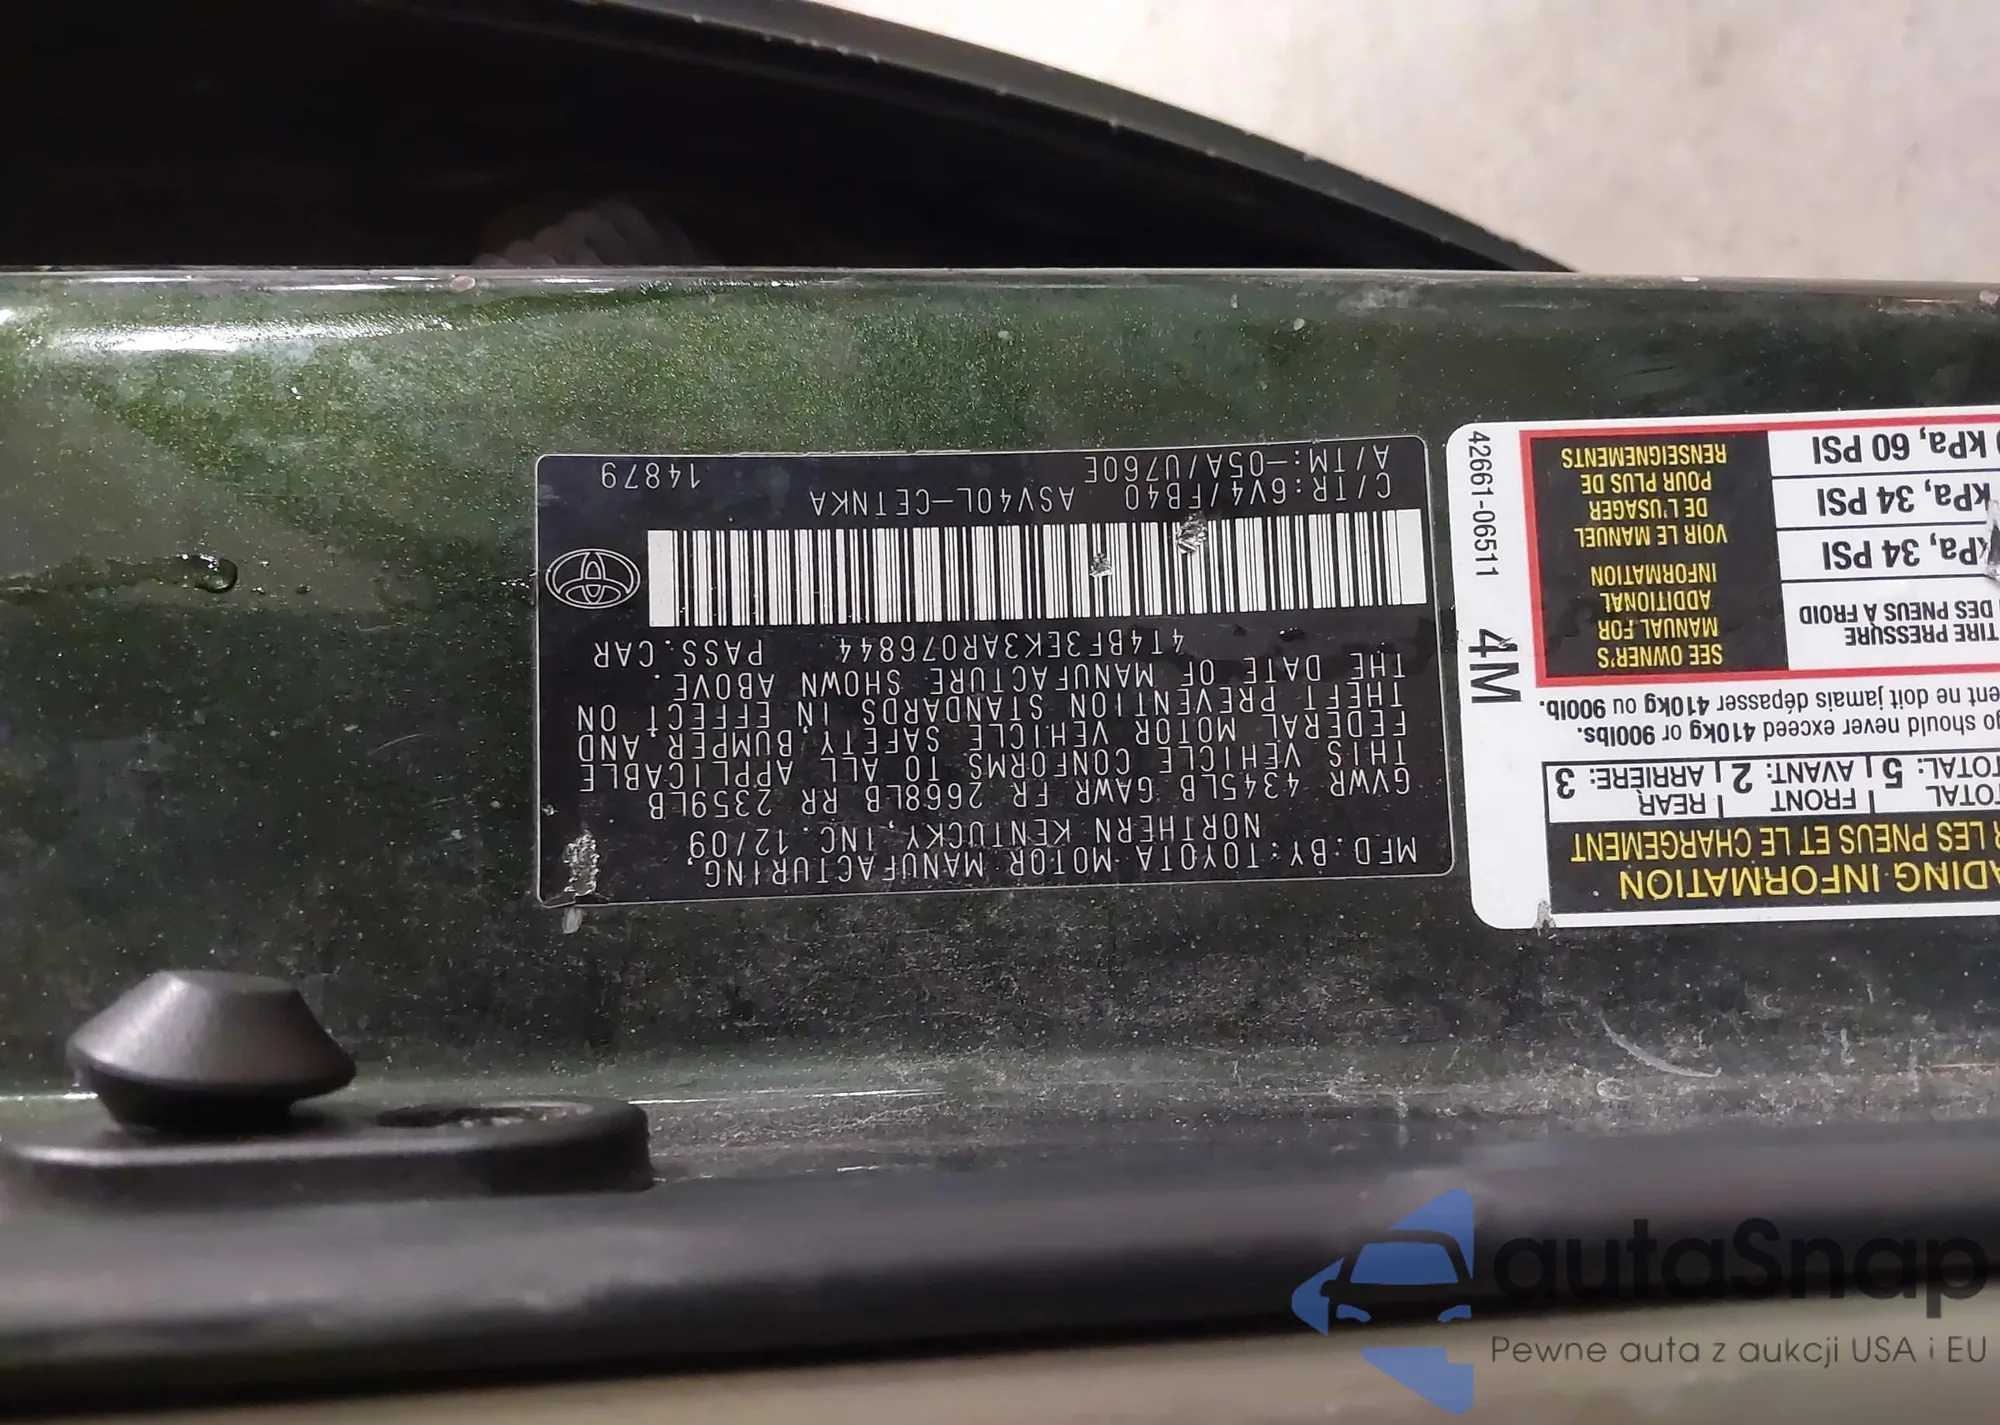 MFD.BY:TOYOTA MOTOR MANUFACTURING,
NORTHERN KENTUCKY,INC.12/09
GVWR 4345LB GAWR FR 2668LB RR 2359LB
THIS VEHICLE CONFORMS TO ALL APPLICABLE
FEDERAL MOTOR VEHICLE SAFETY,BUMPER,AND
THEFT PREVENTION STANDARDS IN EFFECT ON
THE DATE OF MANUFACTURE SHOWN ABOVE.
4T4BF3EK3AR076844 PASS.CAR
C/TR:6V4/FB40 ASV40L-CETNKA
A/TM:-05A/U760E 14879
ADING INFORMATION
R LES PNEUS ET LE CHARGEMENT
TOTAL FRONT REAR
TOTAL: 5 AVANT: 2 ARRIÈRE: 3
go should never exceed 410kg or 900lbs.
ent ne doit jamais dépasser 410kg ou 900lb.
TIRE PRESSURE
DES PNEUS À FROID
kPa, 34 PSI
kPa, 34 PSI
kPa, 60 PSI
SEE OWNER'S
MANUAL FOR
ADDITIONAL
INFORMATION
VOIR LE MANUEL
DE L'USAGER
POUR PLUS DE
RENSEIGNEMENTS
4M
42661-06511
autaSnap
Pewne auta z aukcji USA i EU